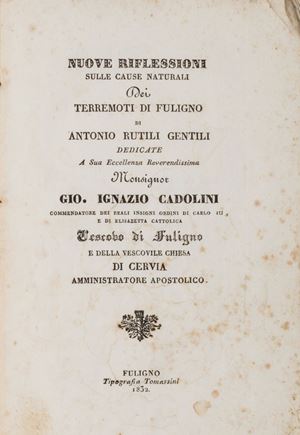 NUOVE RIFLESSIONI
SULLE CAUSE NATURALI
Dei
TERREMOTI DI FULIGNO
DI
ANTONIO RUTILI GENTILI
DEDICATE
A Sua Eccellenza Reverendissima
Monsignor
GIO. IGNAZIO CADOLINI
COMMENDATORE DEI REALI INSIGNI ORDINI DI CARLO III,
E DI ELISABETTA CATTOLICA
Vescovo di Fuligno
E DELLA VESCOVILE CHIESA
DI CERVIA
AMMINISTRATORE APOSTOLICO.
FULIGNO
Tipografia Tomassini
1832.